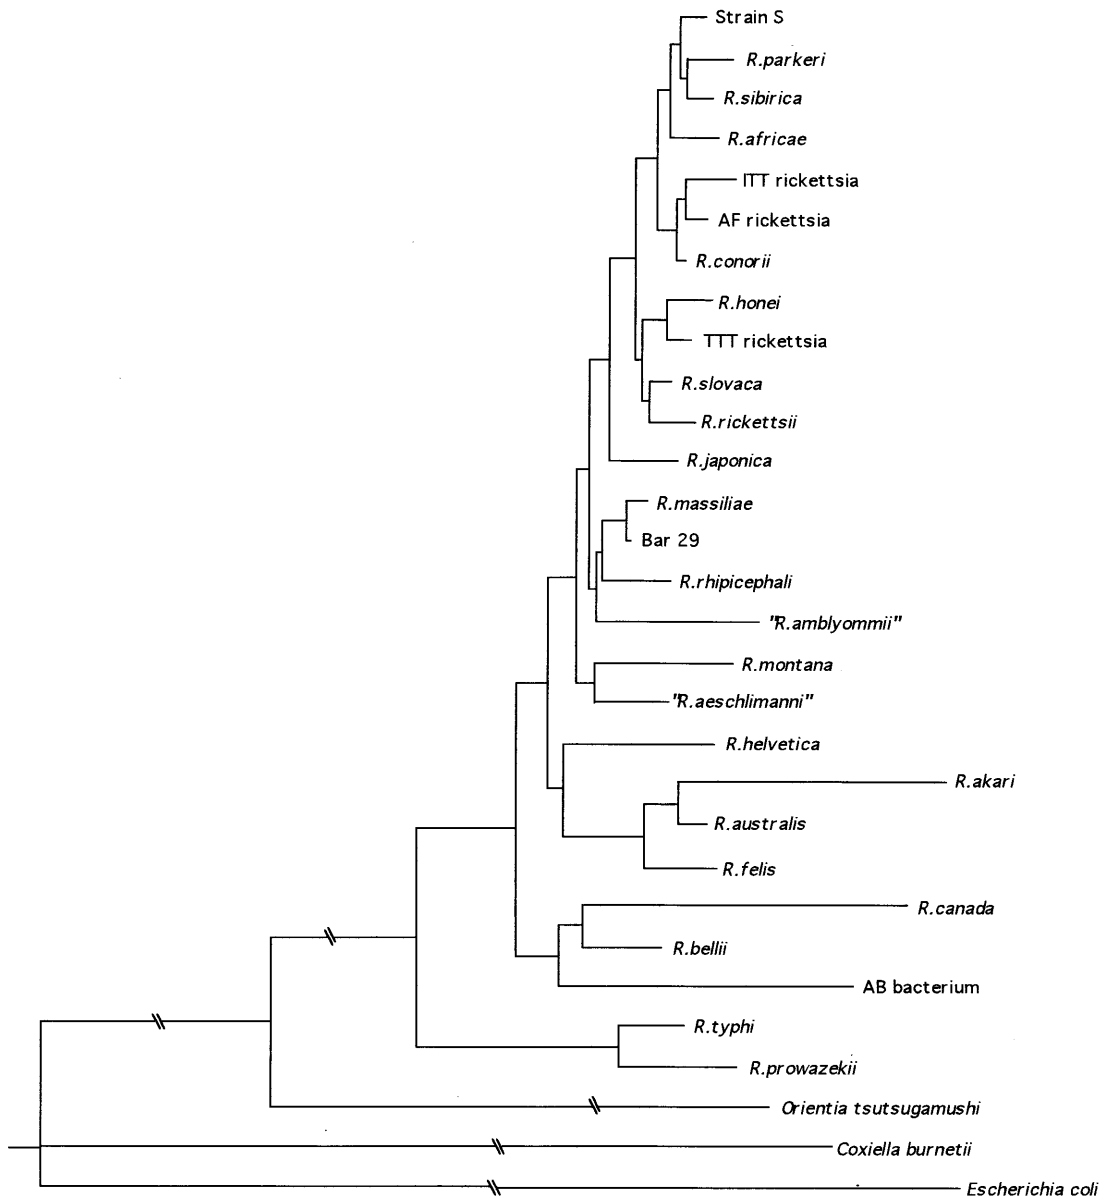 Strain S
R.parkeri
R.sibirica
R.africae
ITT rickettsia
AF rickettsia
R.conorii
R.honei
TTT rickettsia
R.slovaca
R.rickettsii
R.japonica
R.massiliae
Bar 29
R.rhipicephali
"R.amblyommii"
R.montana
"R.aeschlimanni"
R.helvetica
R.akari
R.australis
R.felis
R.canada
R.bellii
AB bacterium
R.typhi
R.prowazekii
Orientia tsutsugamushi
Coxiella burnetii
Escherichia coli